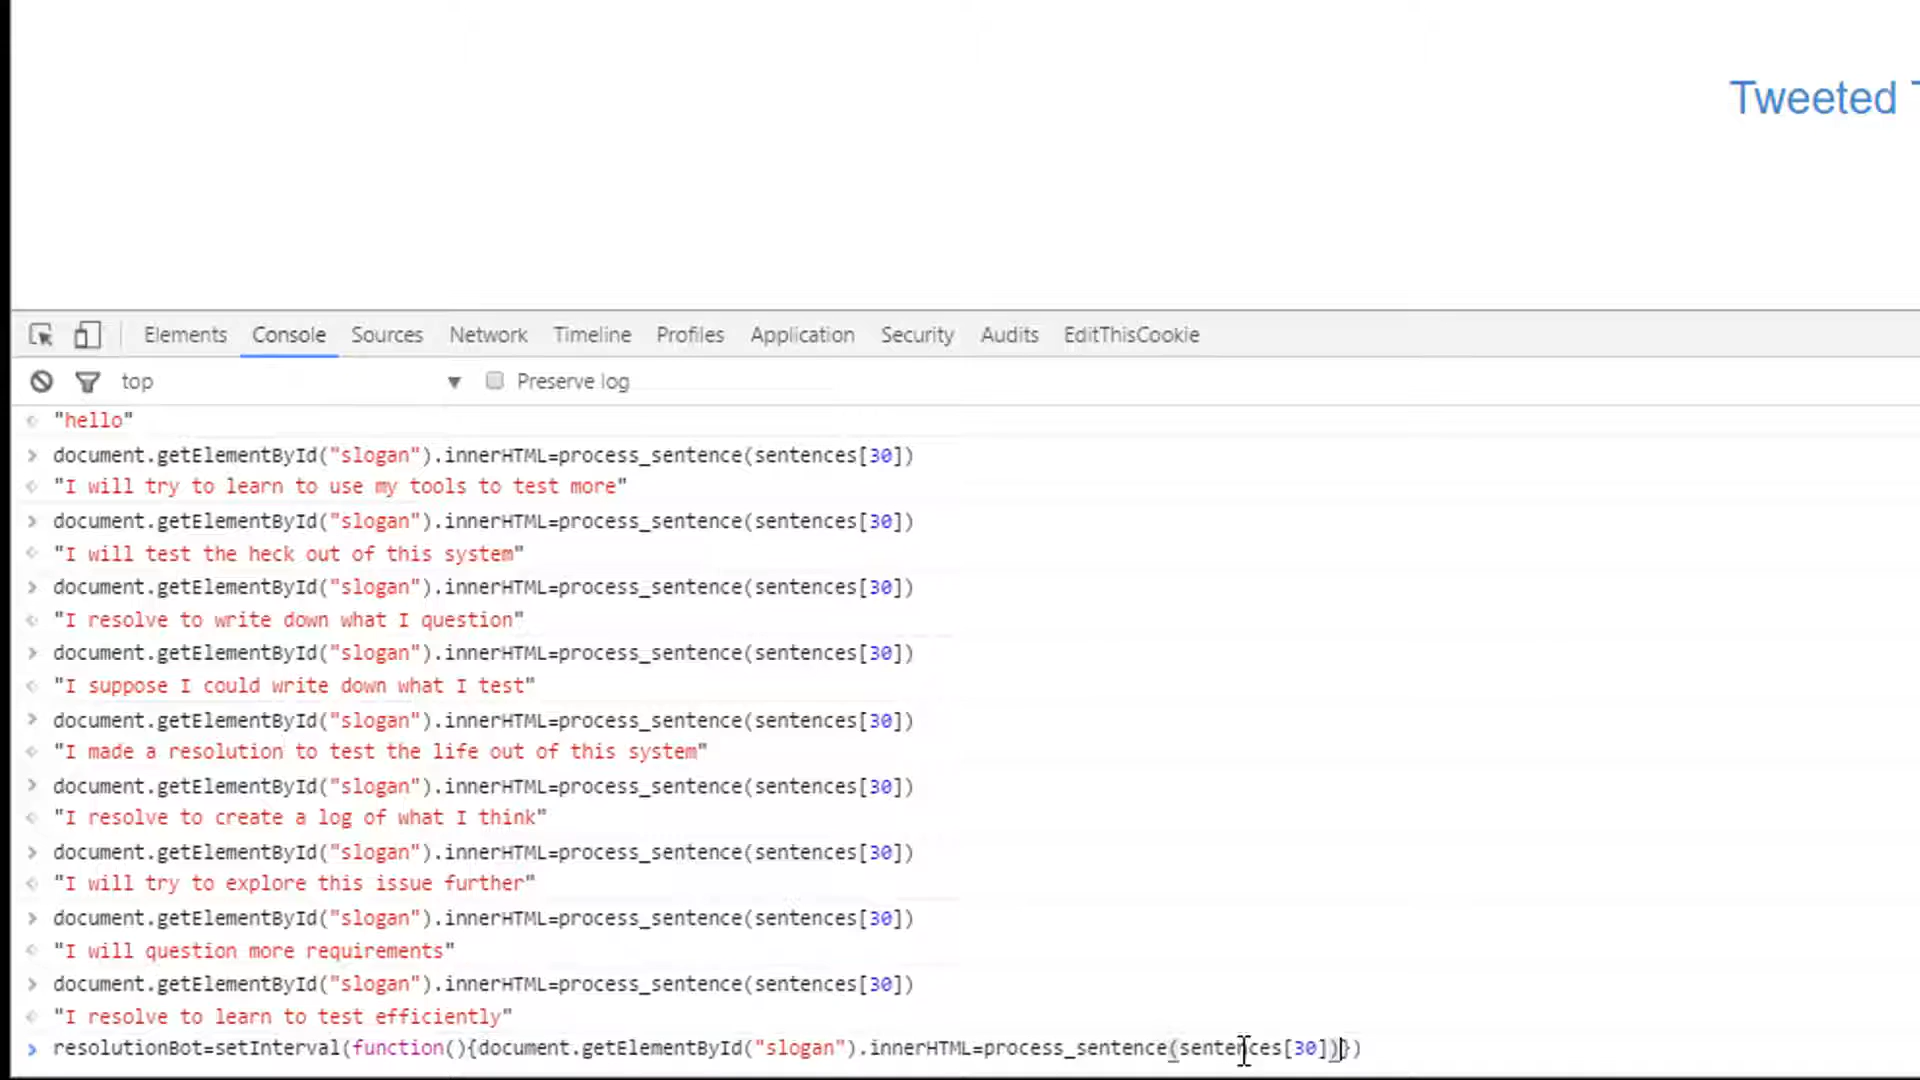 Tweeted
Elements Console Sources Network Timeline Profiles Application Security Audits EditThisCookie
top Preserve log
"hello"
document.getElementById("slogan").innerHTML=process_sentence(sentences[30])
"I will try to learn to use my tools to test more"
document.getElementById("slogan").innerHTML=process_sentence(sentences[30])
"I will test the heck out of this system"
document.getElementById("slogan").innerHTML=process_sentence(sentences[30])
"I resolve to write down what I question"
document.getElementById("slogan").innerHTML=process_sentence(sentences[30])
"I suppose I could write down what I test"
document.getElementById("slogan").innerHTML=process_sentence(sentences[30])
"I made a resolution to test the life out of this system"
document.getElementById("slogan").innerHTML=process_sentence(sentences[30])
"I resolve to create a log of what I think"
document.getElementById("slogan").innerHTML=process_sentence(sentences[30])
"I will try to explore this issue further"
document.getElementById("slogan").innerHTML=process_sentence(sentences[30])
"I will question more requirements"
document.getElementById("slogan").innerHTML=process_sentence(sentences[30])
"I resolve to learn to test efficiently"
resolutionBot=setInterval(function(){document.getElementById("slogan").innerHTML=process_sentence(sentences[30])})